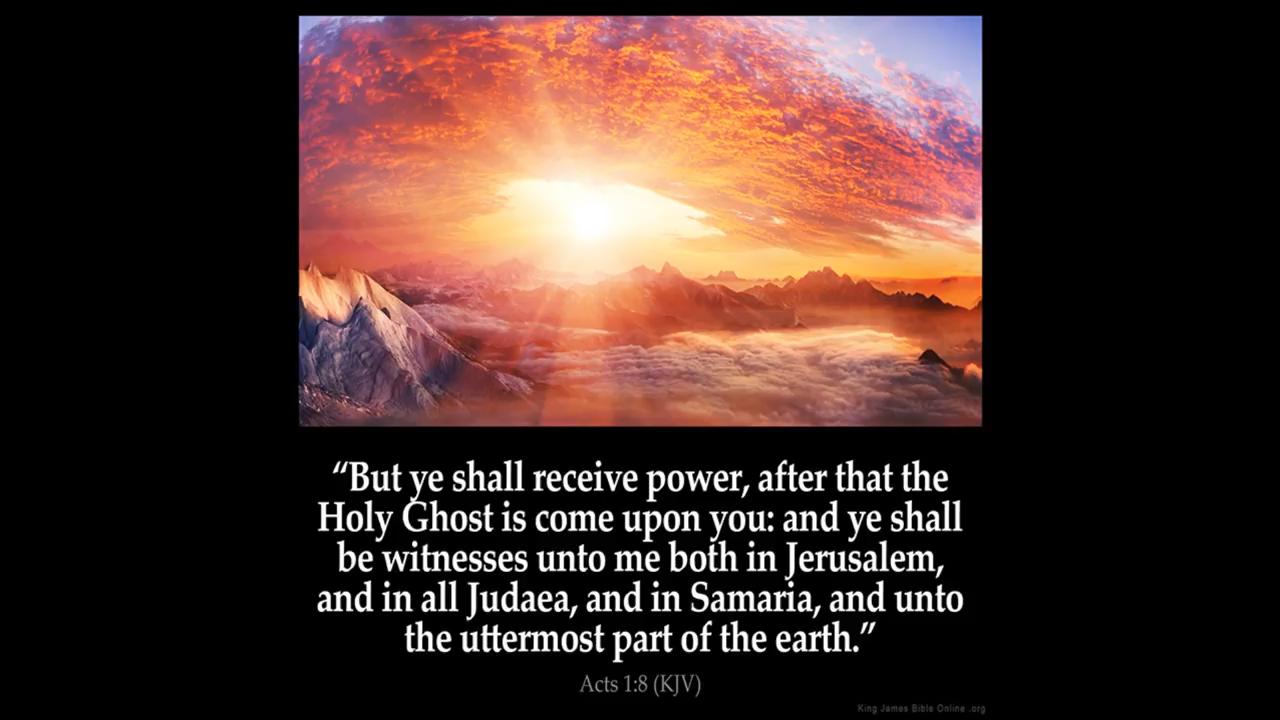 “But ye shall receive power, after that the
Holy Ghost is come upon you: and ye shall
be witnesses unto me both in Jerusalem,
and in all Judaea, and in Samaria, and unto
the uttermost part of the earth.”
Acts 1:8 (KJV)
King James Bible Online .org